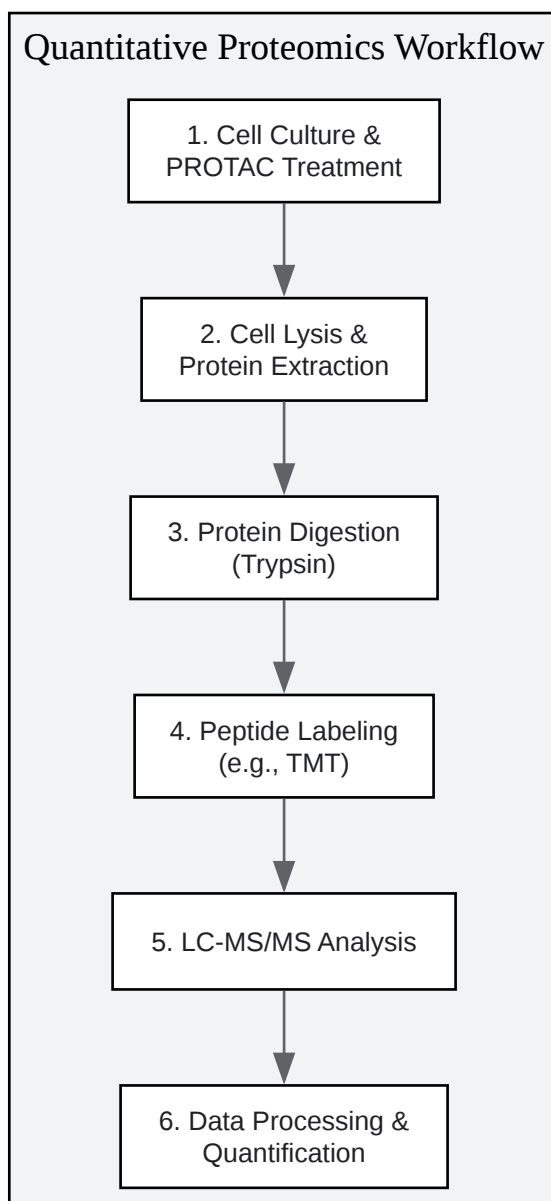 Quantitative Proteomics Workflow
1. Cell Culture &
PROTAC Treatment
2. Cell Lysis &
Protein Extraction
3. Protein Digestion
(Trypsin)
4. Peptide Labeling
(e.g., TMT)
5. LC-MS/MS Analysis
6. Data Processing &
Quantification